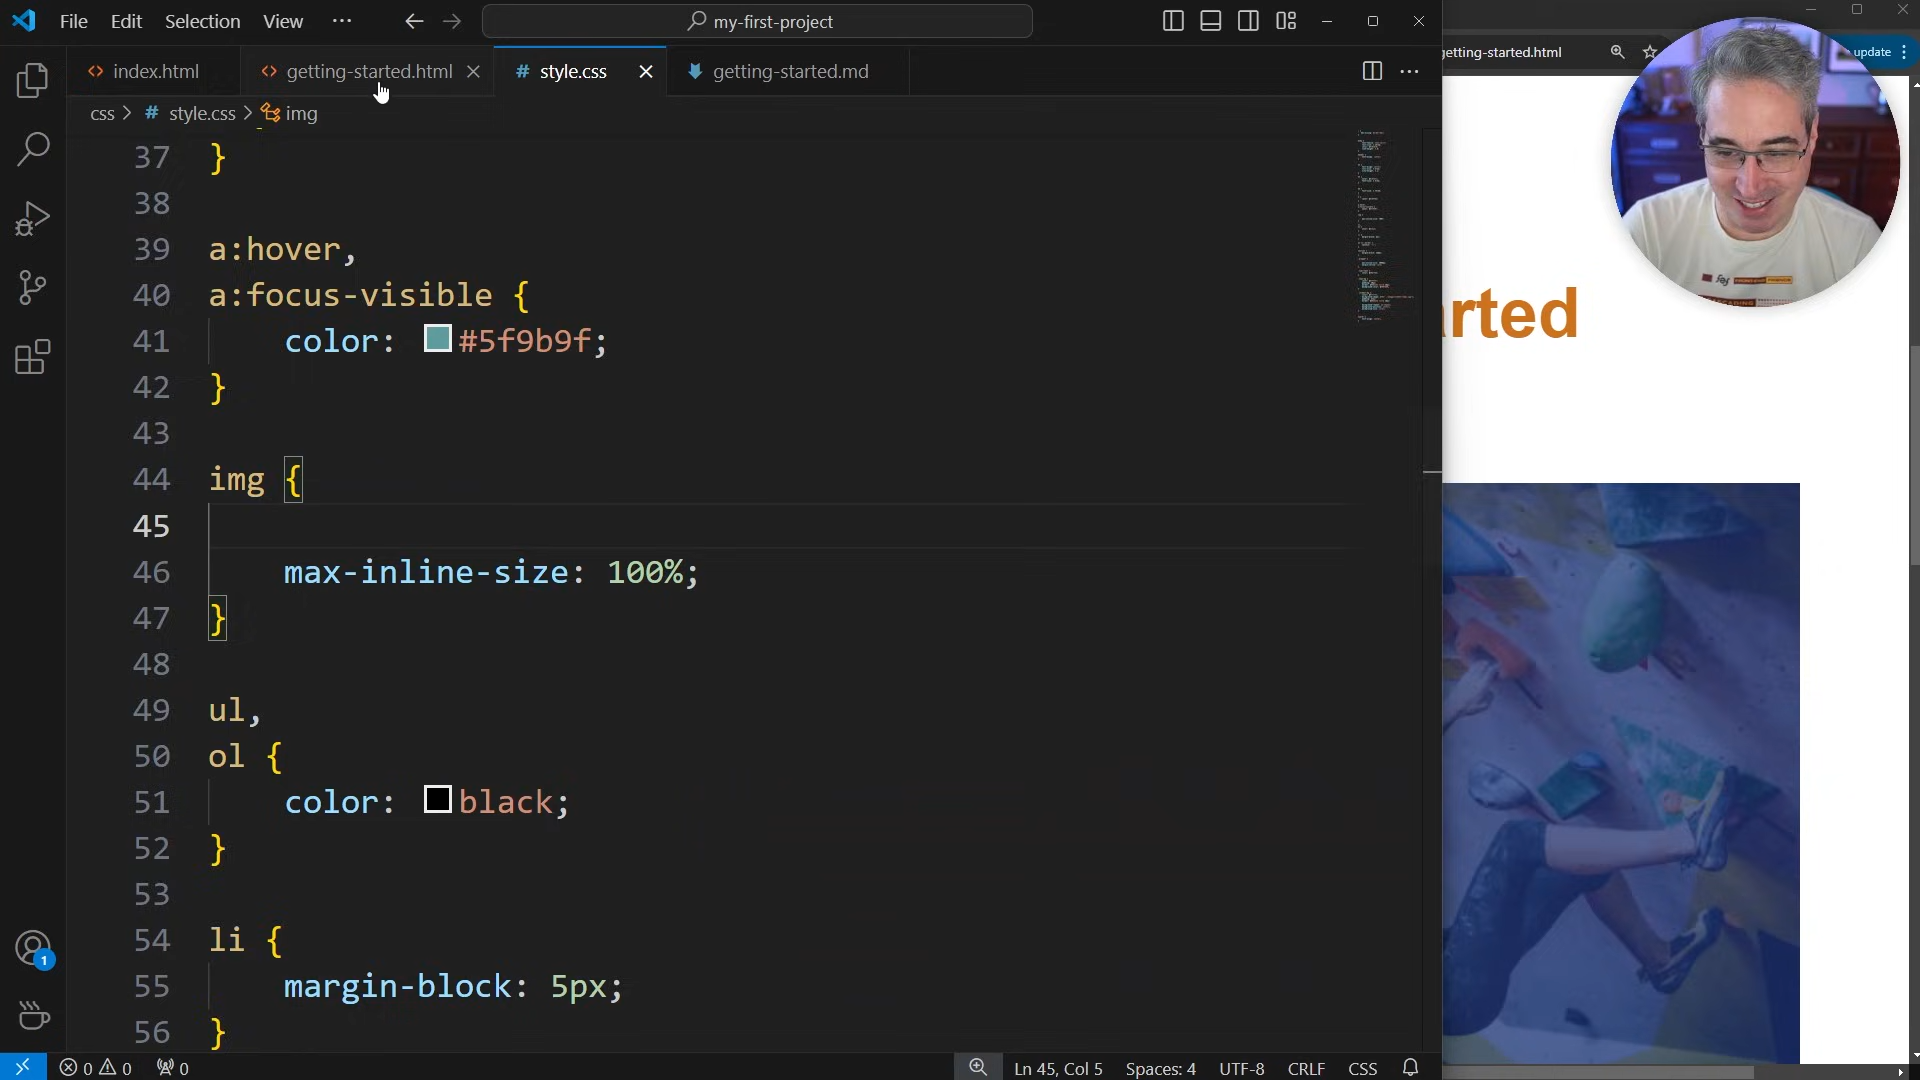 File Edit Selection View ··· my-first-project
getting-started.html
update
index.html getting-started.html # style.css getting-started.md
css > # style.css > img
37 }
38
39 a:hover,
40 a:focus-visible {
41 color: #5f9b9f;
42 }
43
44 img {
45
46 max-inline-size: 100%;
47 }
48
49 ul,
50 ol {
51 color: black;
52 }
53
54 li {
55 margin-block: 5px;
56 }
rted
1
0 0 0 Ln 45, Col 5 Spaces: 4 UTF-8 CRLF CSS